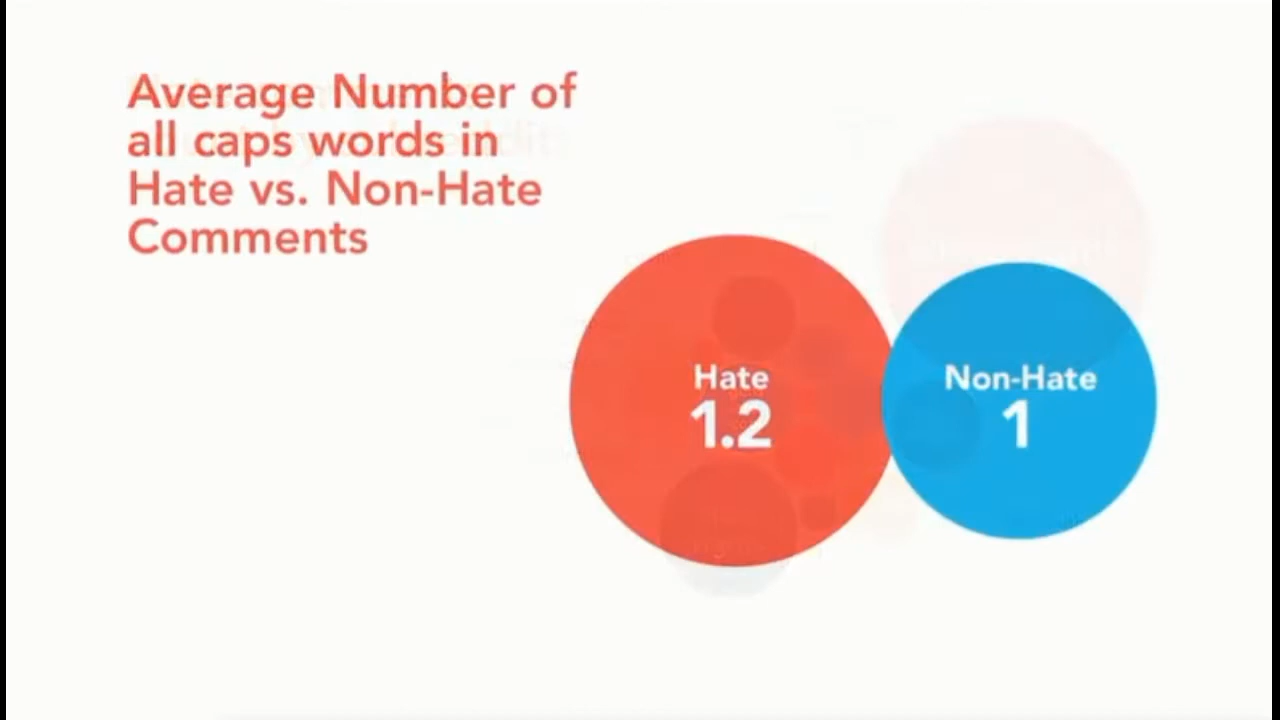 Average Number of
all caps words in
Hate vs. Non-Hate
Comments
Hate
1.2
Non-Hate
1